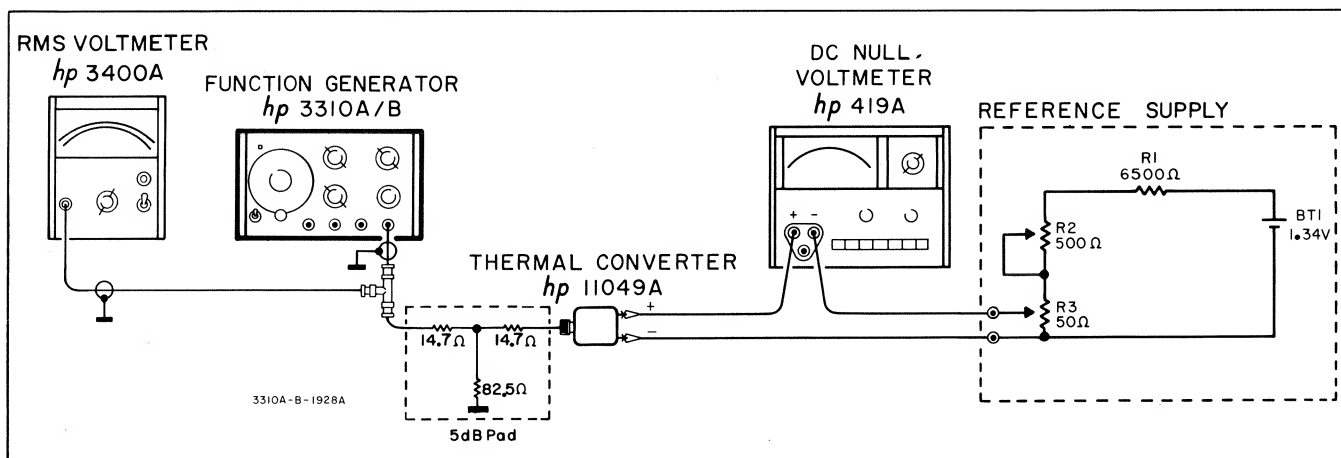 RMS VOLTMETER
hp 3400A
FUNCTION GENERATOR
hp 3310A/B
DC NULL
VOLTMETER
hp 419A
REFERENCE SUPPLY
R1
6500Ω
R2
500Ω
BT1
1.34V
R3
50Ω
+ -
THERMAL CONVERTER
hp 11049A
+
-
14.7Ω
14.7Ω
82.5Ω
3310A-B-1928A
5dB Pad